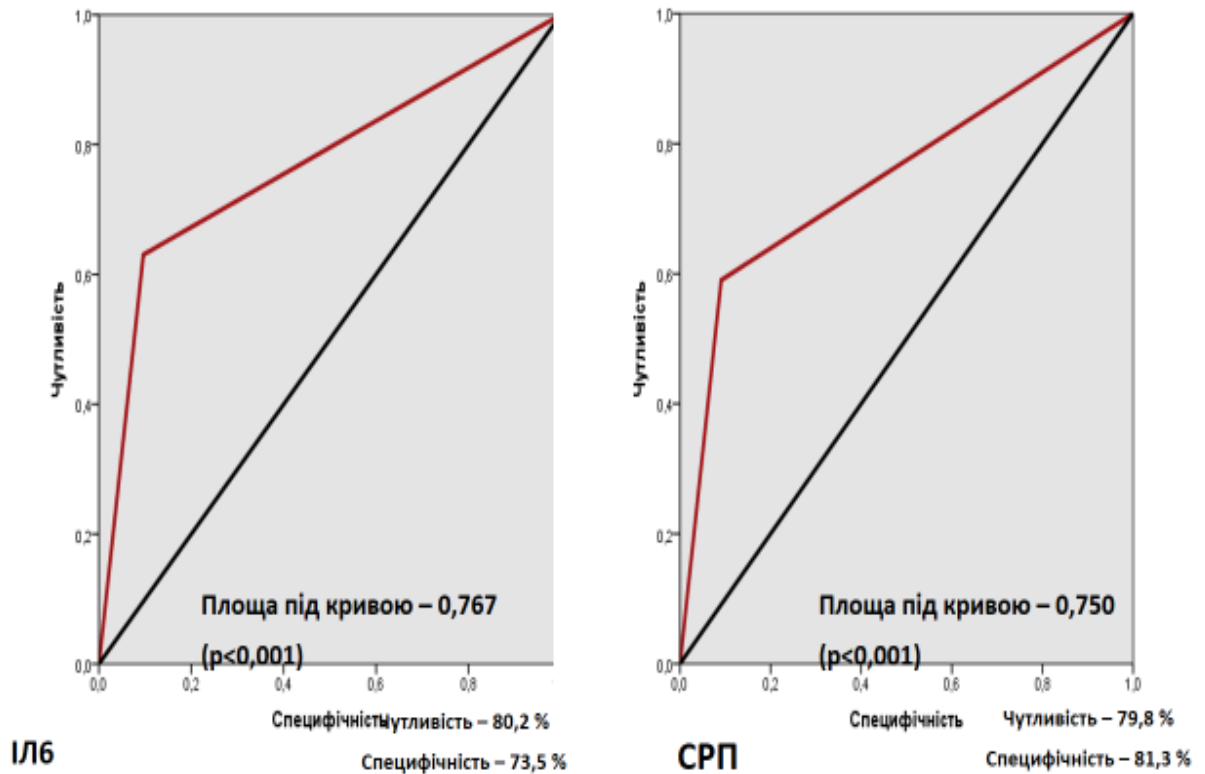 1,0
0,8
0,6
0,4
0,2
0,0
Чутливість
Площа під кривою – 0,767
(p<0,001)
0,0 0,2 0,4 0,6 0,8
Специфічність
Чутливість – 80,2 %
Специфічність – 73,5 %
ІЛ6
1,0
0,8
0,6
0,4
0,2
0,0
Чутливість
Площа під кривою – 0,750
(p<0,001)
0,0 0,2 0,4 0,6 0,8 1,0
Специфічність
Чутливість – 79,8 %
Специфічність – 81,3 %
СРП